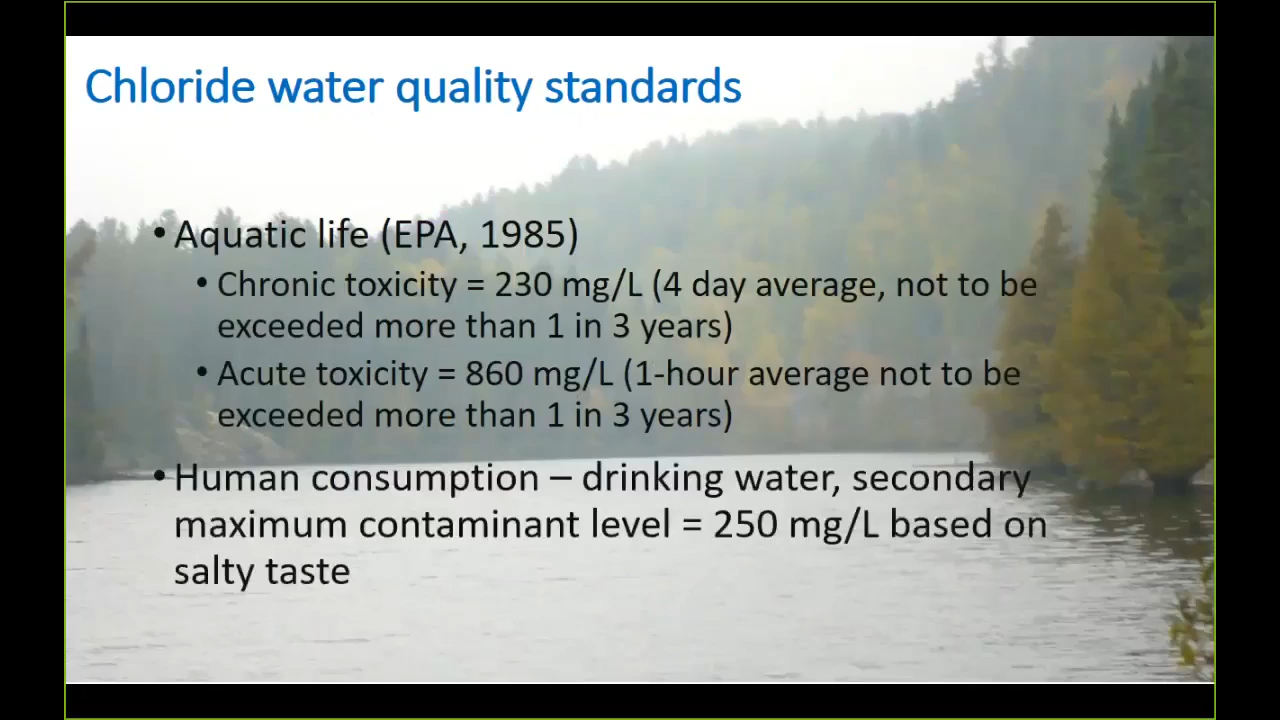 Chloride water quality standards
• Aquatic life (EPA, 1985)
• Chronic toxicity = 230 mg/L (4 day average, not to be
exceeded more than 1 in 3 years)
• Acute toxicity = 860 mg/L (1-hour average not to be
exceeded more than 1 in 3 years)
• Human consumption – drinking water, secondary
maximum contaminant level = 250 mg/L based on
salty taste